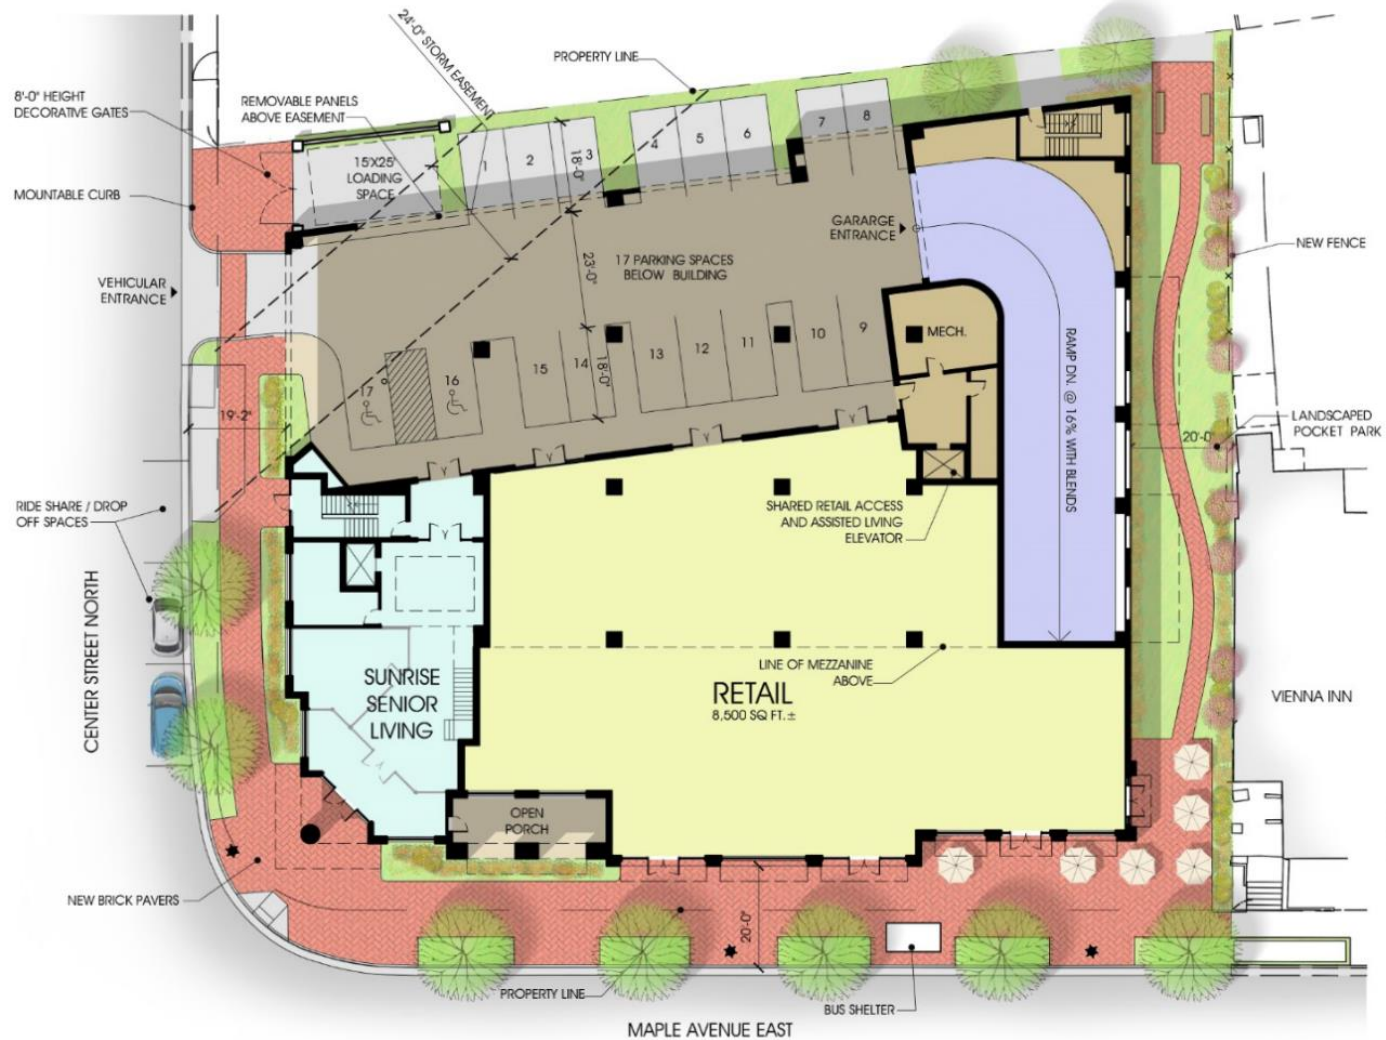 24'-0" STORM EASEMENT
PROPERTY LINE
8'-0" HEIGHT
DECORATIVE GATES
REMOVABLE PANELS
ABOVE EASEMENT
15'X25'
LOADING
SPACE
1
2
3
4
5
6
7
8
18'-0"
MOUNTABLE CURB
GARARGE
ENTRANCE
NEW FENCE
23'-0"
17 PARKING SPACES
BELOW BUILDING
VEHICULAR
ENTRANCE
MECH.
RAMP DN. @ 16% WITH BLENDS
17
16
15
14
13
12
11
10
9
18'-0"
19'-2"
20'-0"
LANDSCAPED
POCKET PARK
RIDE SHARE / DROP
OFF SPACES
SHARED RETAIL ACCESS
AND ASSISTED LIVING
ELEVATOR
CENTER STREET NORTH
SUNRISE
SENIOR
LIVING
LINE OF MEZZANINE
ABOVE
RETAIL
8,500 SQ FT.±
VIENNA INN
OPEN
PORCH
NEW BRICK PAVERS
20'-0"
PROPERTY LINE
BUS SHELTER
MAPLE AVENUE EAST